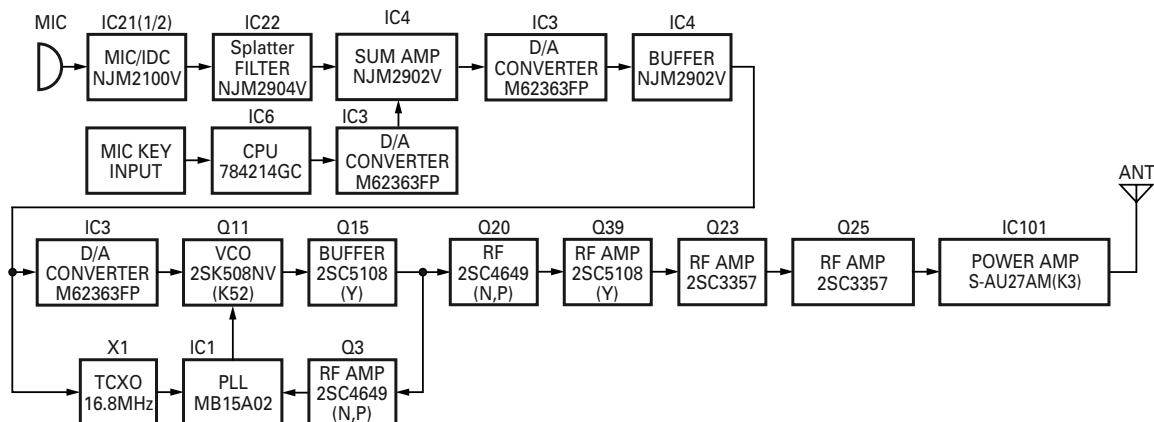 MIC
IC21(1/2)
MIC/IDC
NJM2100V
IC22
Splatter
FILTER
NJM2904V
IC4
SUM AMP
NJM2902V
IC3
D/A
CONVERTER
M62363FP
IC4
BUFFER
NJM2902V
MIC KEY
INPUT
IC6
CPU
784214GC
IC3
D/A
CONVERTER
M62363FP
ANT
IC3
D/A
CONVERTER
M62363FP
Q11
VCO
2SK508NV
(K52)
Q15
BUFFER
2SC5108
(Y)
Q20
RF
2SC4649
(N,P)
Q39
RF AMP
2SC5108
(Y)
Q23
RF AMP
2SC3357
Q25
RF AMP
2SC3357
IC101
POWER AMP
S-AU27AM(K3)
X1
TCXO
16.8MHz
IC1
PLL
MB15A02
Q3
RF AMP
2SC4649
(N,P)